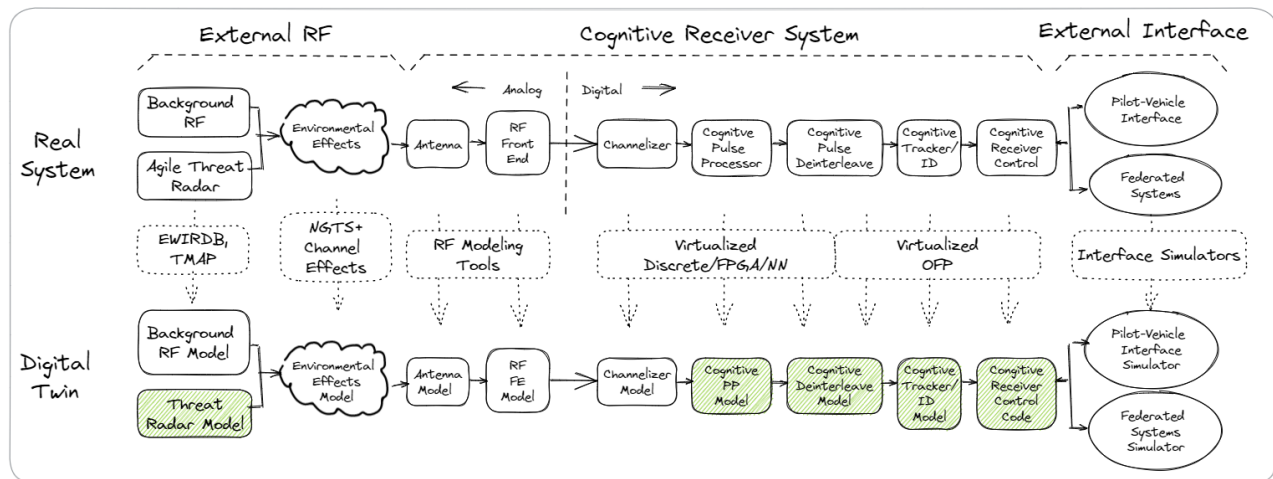 External RF
Cognitive Receiver System
External Interface
Analog
Digital
Real
System
Background
RF
Agile Threat
Radar
Environmental
Effects
Antenna
RF
Front
End
Channelizer
Cognitive
Pulse
Processor
Cognitive
Pulse
Deinterleave
Cognitive
Tracker/
ID
Cognitive
Receiver
Control
Pilot-Vehicle
Interface
Federated
Systems
EWIRDB,
TMAP
NGTS+
Channel
Effects
RF Modeling
Tools
Virtualized
Discrete/FPGA/NN
Virtualized
OFP
Interface Simulators
Digital
Twin
Background
RF Model
Threat
Radar Model
Environmental
Effects
Model
Antenna
Model
RF
FE
Model
Channelizer
Model
Cognitive
PP
Model
Cognitive
Deinterleave
Model
Cognitive
Tracker/
ID Model
Congitive
Receiver
Control
Code
Pilot-Vehicle
Interface
Simulator
Federated
Systems
Simulator